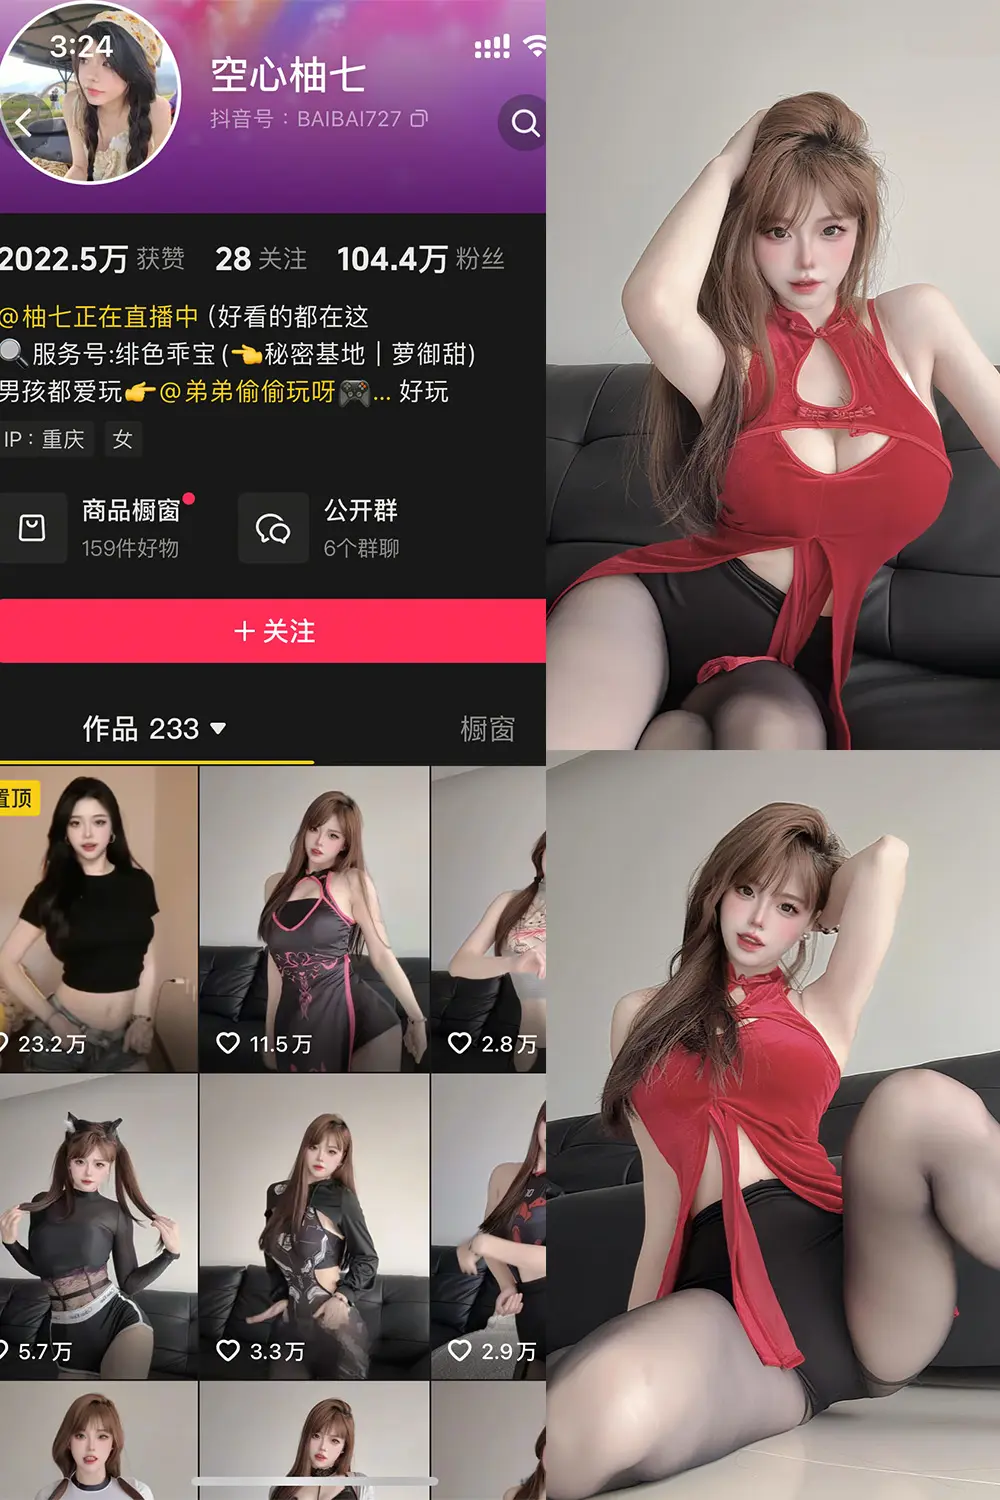 3:24
空心柚七
抖音号：BAIBAI727
2022.5万 获赞 28 关注 104.4万 粉丝
@柚七正在直播中 (好看的都在这
🔍服务号:绯色乖宝(👈秘密基地｜萝御甜)
男孩都爱玩👉@弟弟偷偷玩呀🎮... 好玩
IP：重庆 女
商品橱窗 公开群
159件好物 6个群聊
+ 关注
作品 233 橱窗
置顶
23.2万 11.5万 2.8万
5.7万 3.3万 2.9万